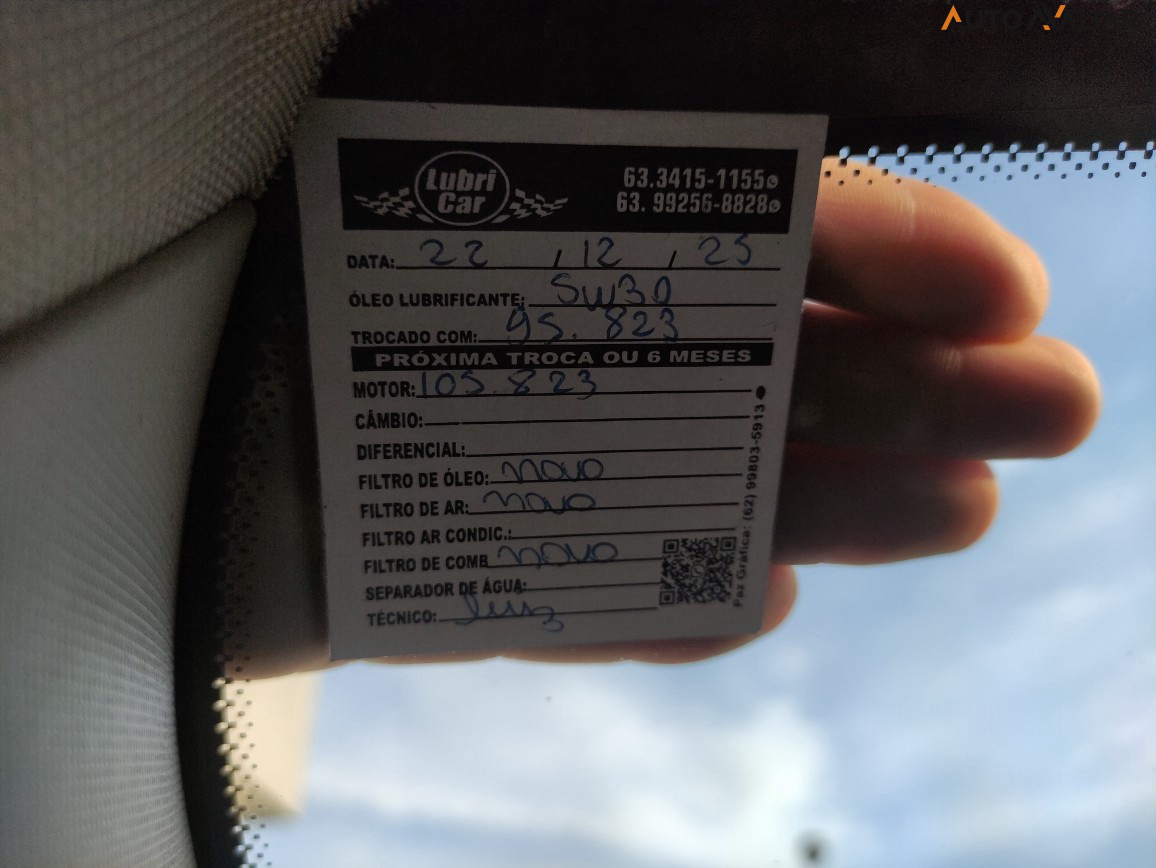 AUTOA
Lubri
Car
63.3415-1155
63. 99256-8828
DATA: 22 / 12 / 25
ÓLEO LUBRIFICANTE: 5W30
TROCADO COM: 95.823
PRÓXIMA TROCA OU 6 MESES
MOTOR: 105.823
CÂMBIO:
DIFERENCIAL:
FILTRO DE ÓLEO: novo
FILTRO DE AR: novo
FILTRO AR CONDIC.:
FILTRO DE COMB novo
SEPARADOR DE ÁGUA:
TÉCNICO: luiz
Paz Gráfica: (62) 99803-5913